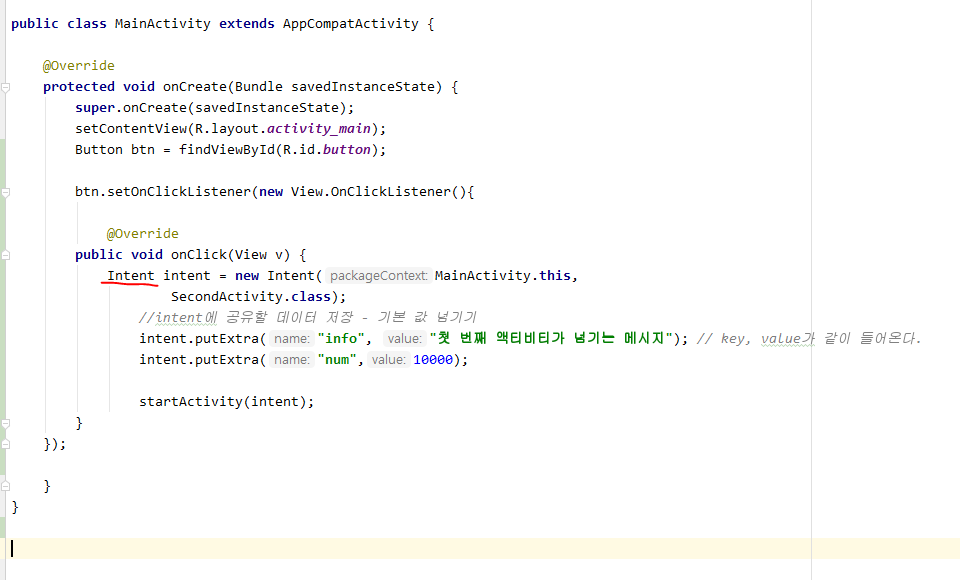 public class MainActivity extends AppCompatActivity {
@Override
protected void onCreate(Bundle savedInstanceState) {
super.onCreate(savedInstanceState);
setContentView(R.layout.activity_main);
Button btn = findViewById(R.id.button);
btn.setOnClickListener(new View.OnClickListener(){
@Override
public void onClick(View v) {
Intent intent = new Intent( packageContext: MainActivity.this,
SecondActivity.class);
//intent에 공유할 데이터 저장 - 기본 값 넘기기
intent.putExtra( name: "info", value: "첫 번째 액티비티가 넘기는 메시지"); // key, value가 같이 들어온다.
intent.putExtra( name: "num", value: 10000);
startActivity(intent);
}
});
}
}